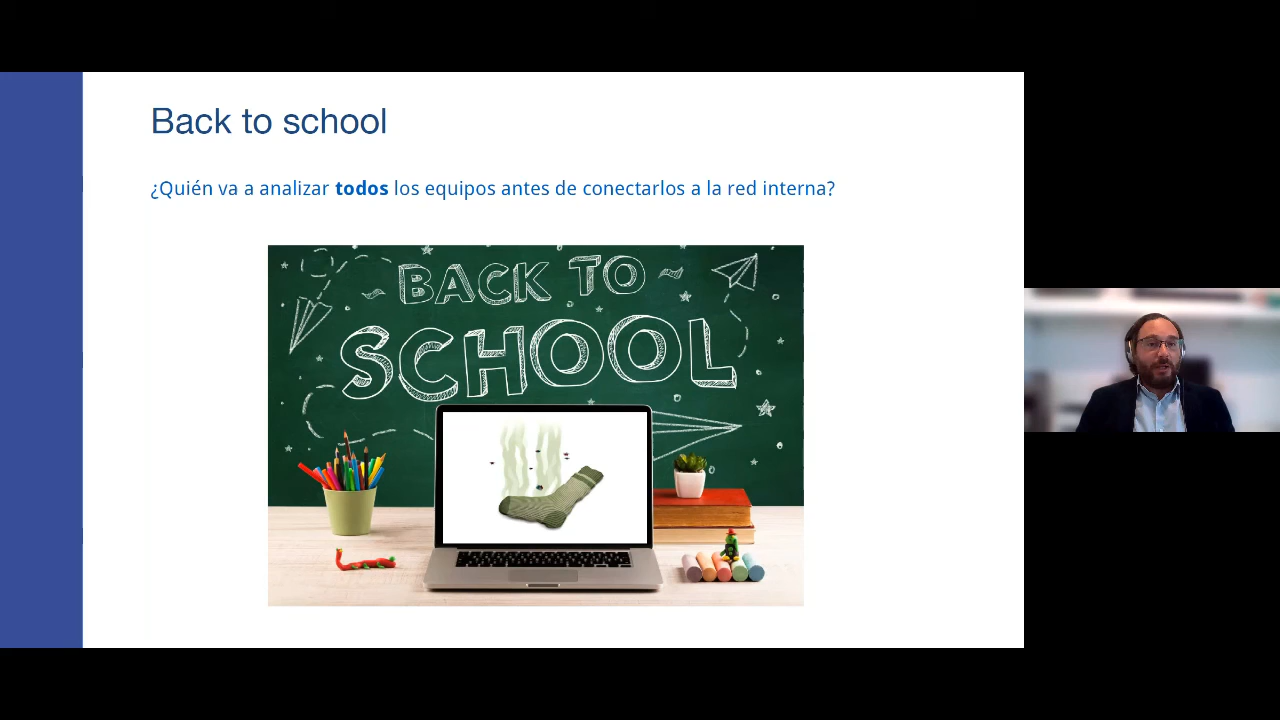 Back to school
¿Quién va a analizar todos los equipos antes de conectarlos a la red interna?
BACK TO
SCHOOL